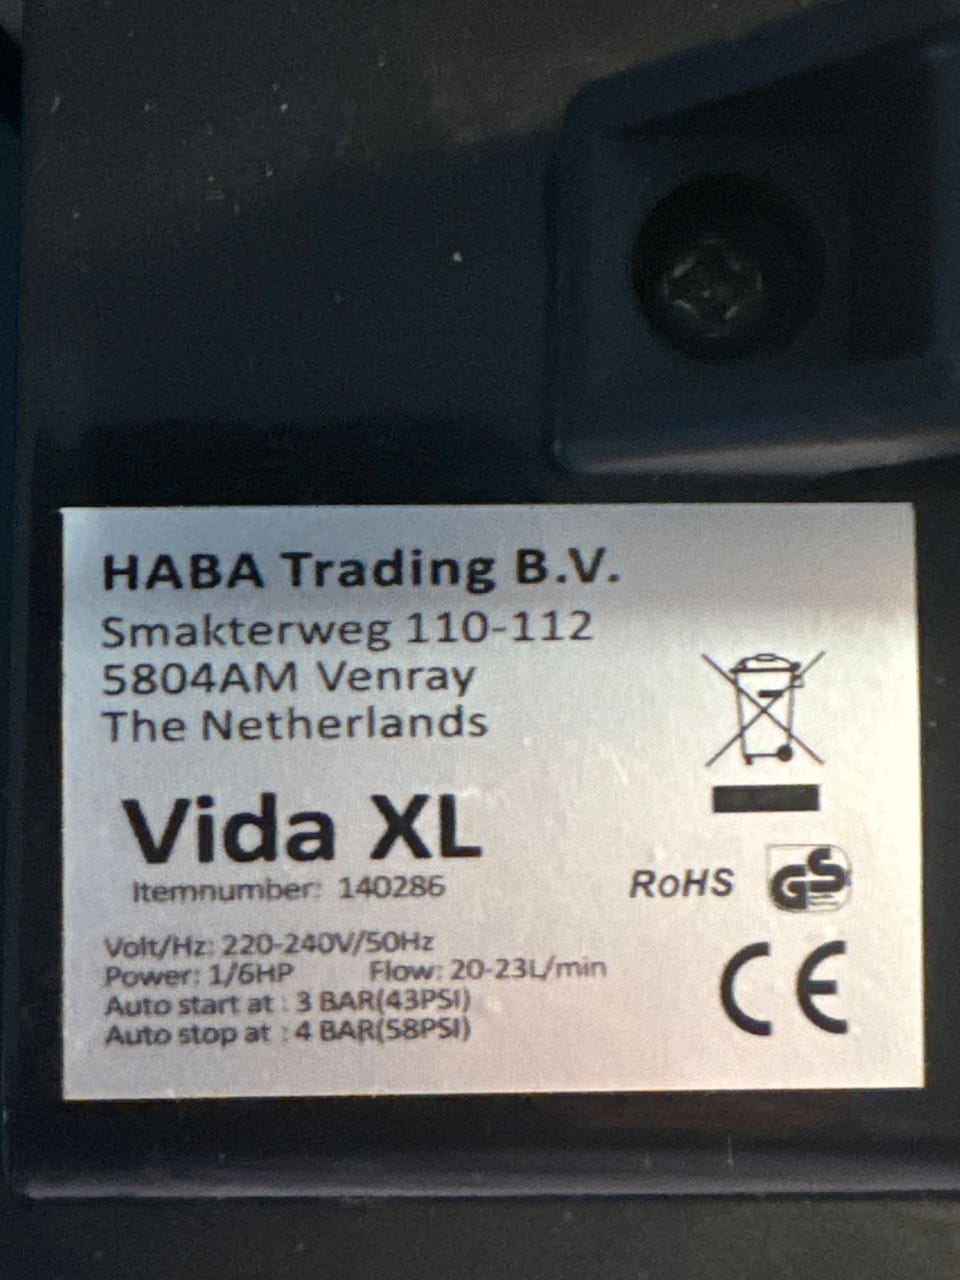 HABA Trading B.V.
Smakterweg 110-112
5804AM Venray
The Netherlands
Vida XL
Itemnumber: 140286
RoHS
GS
Volt/Hz: 220-240V/50Hz
Power: 1/6HP Flow: 20-23L/min
Auto start at : 3 BAR(43PSI)
Auto stop at : 4 BAR(58PSI)
CE